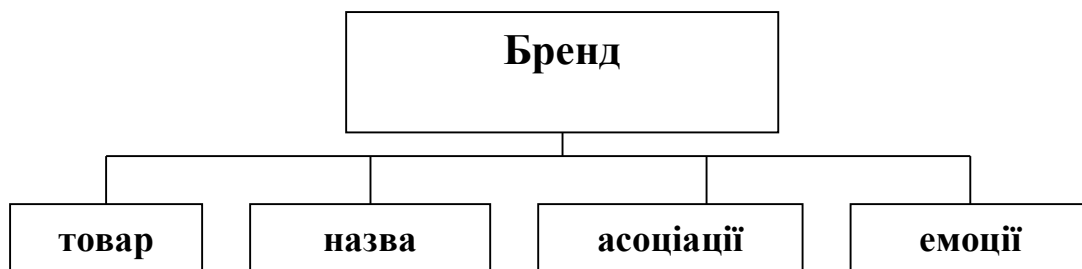 Бренд
товар
назва
асоціації
емоції